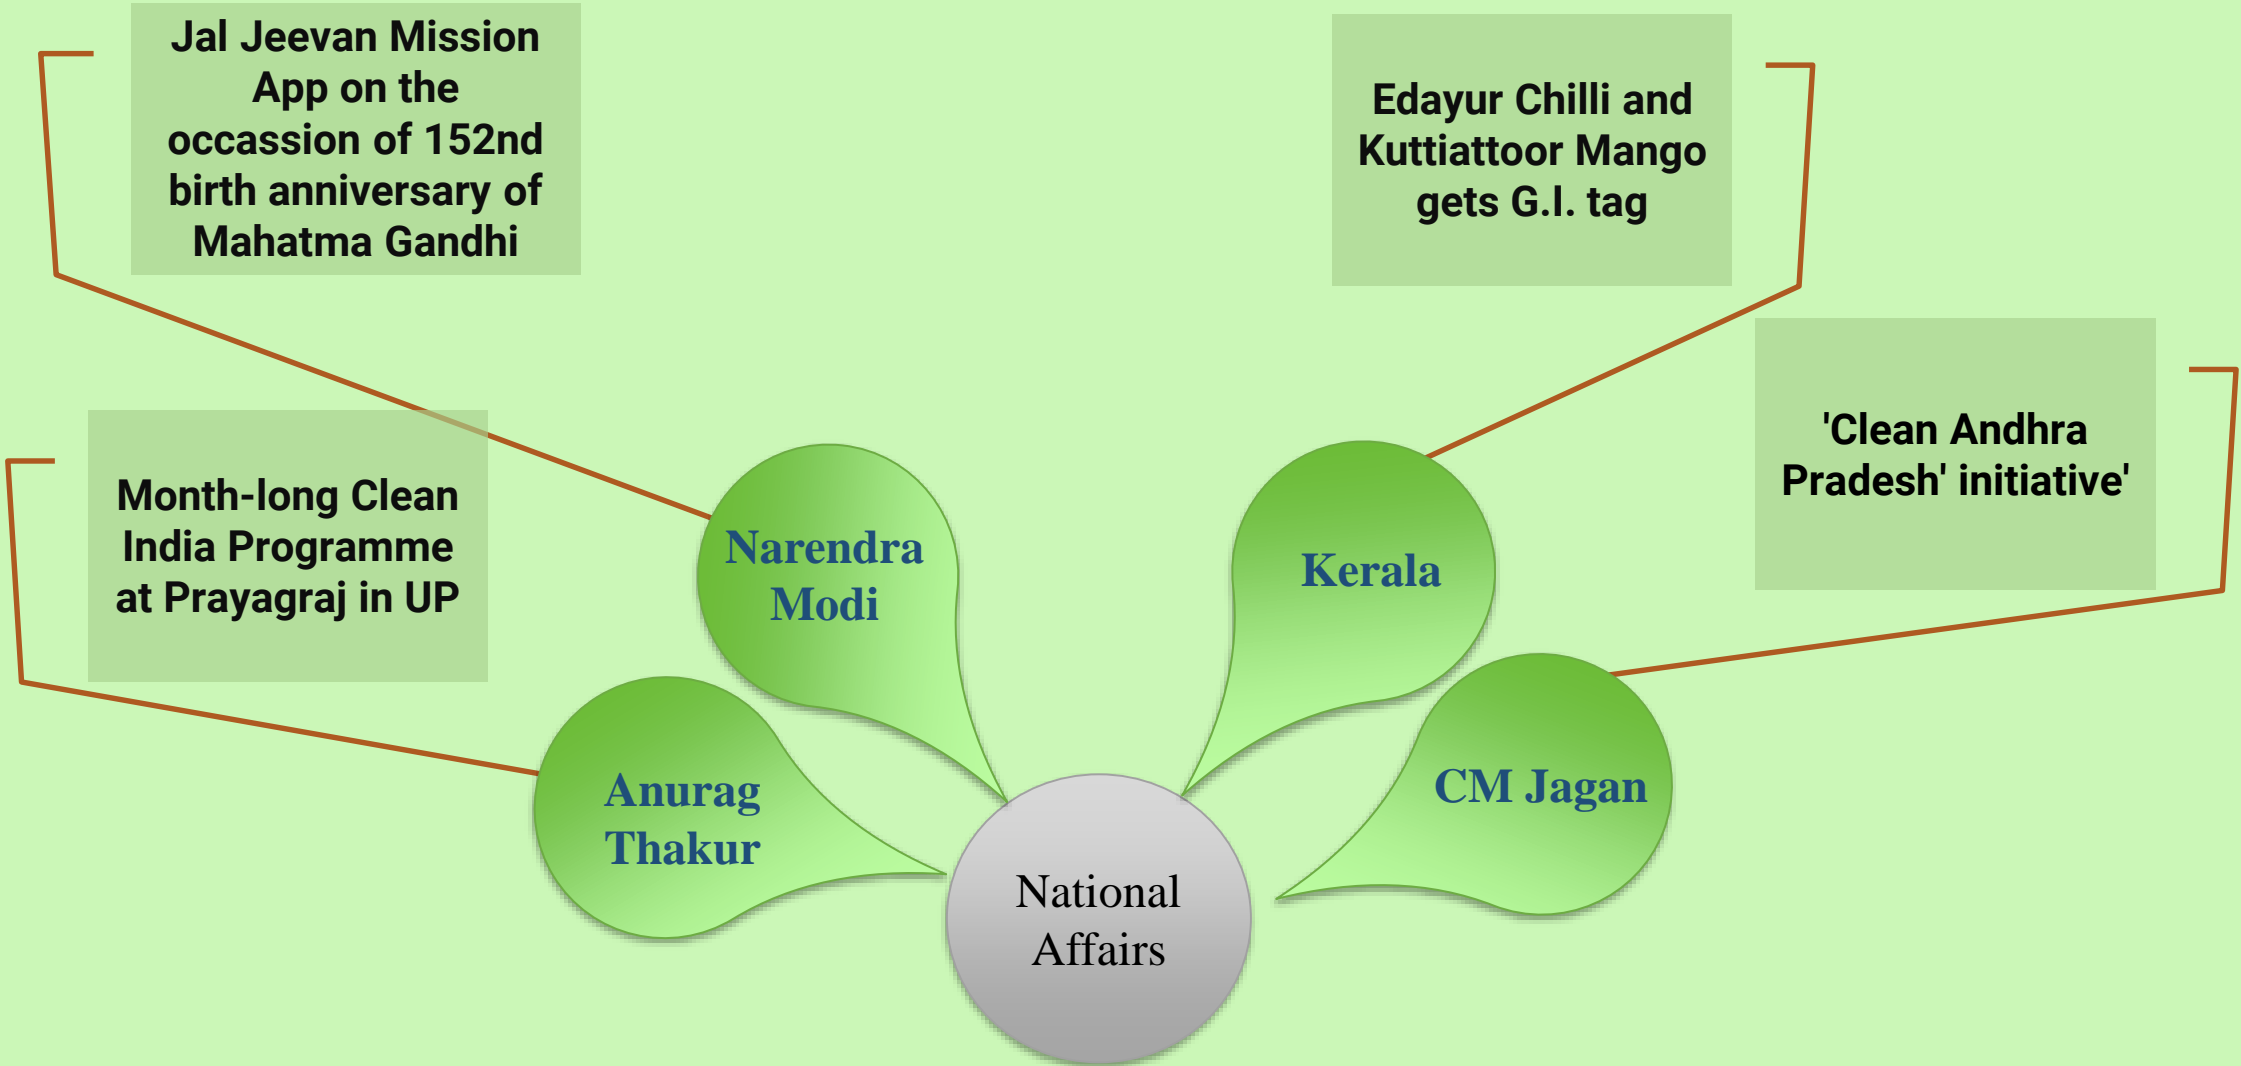 Jal Jeevan Mission
App on the
occassion of 152nd
birth anniversary of
Mahatma Gandhi
Edayur Chilli and
Kuttiattoor Mango
gets G.I. tag
'Clean Andhra
Pradesh' initiative'
Month-long Clean
India Programme
at Prayagraj in UP
Narendra
Modi
Kerala
Anurag
Thakur
CM Jagan
National
Affairs